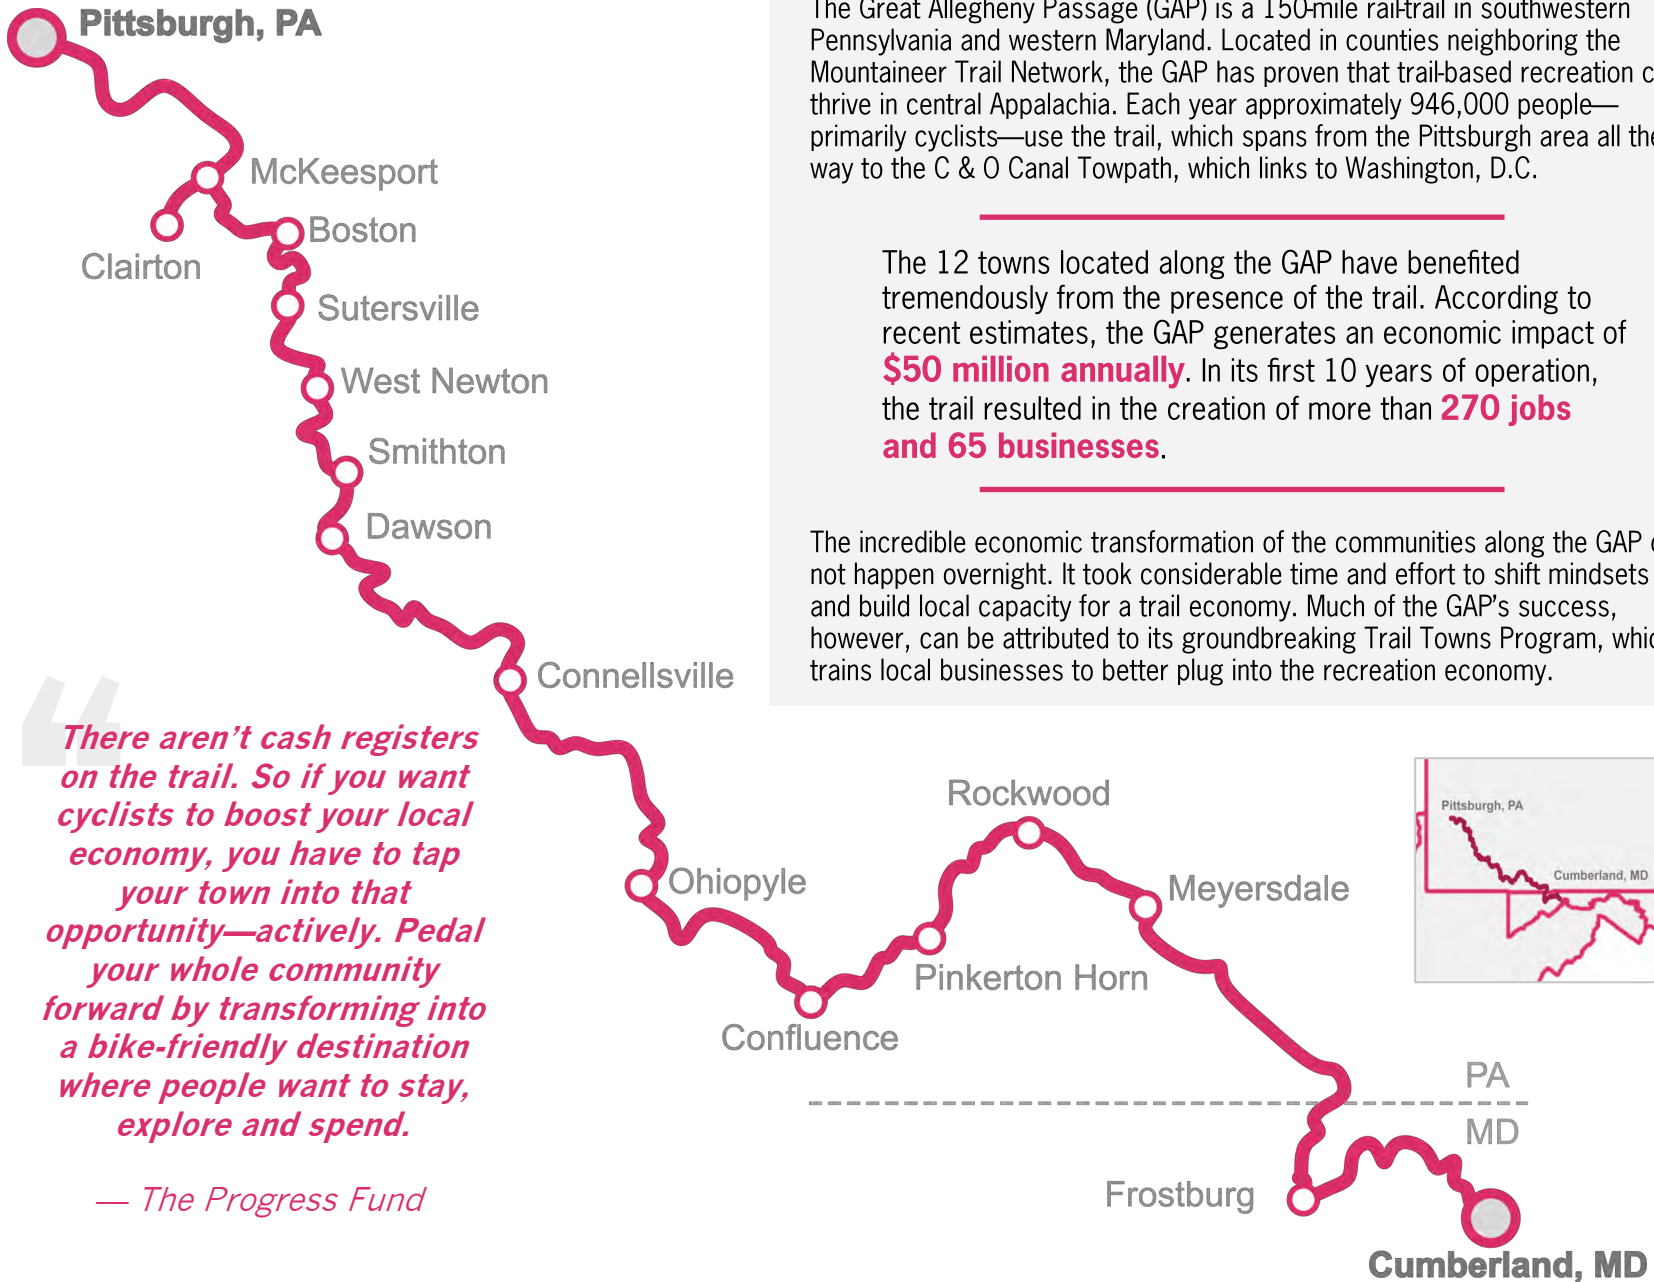 Pittsburgh, PA
McKeesport
Clairton
Boston
Sutersville
West Newton
Smithton
Dawson
Connellsville
Ohiopyle
Confluence
Pinkerton Horn
Rockwood
Meyersdale
PA
MD
Frostburg
Cumberland, MD
The Great Allegheny Passage (GAP) is a 150-mile rail-trail in southwestern
Pennsylvania and western Maryland. Located in counties neighboring the
Mountaineer Trail Network, the GAP has proven that trail-based recreation c
thrive in central Appalachia. Each year approximately 946,000 people—
primarily cyclists—use the trail, which spans from the Pittsburgh area all the
way to the C & O Canal Towpath, which links to Washington, D.C.
The 12 towns located along the GAP have benefited
tremendously from the presence of the trail. According to
recent estimates, the GAP generates an economic impact of
$50 million annually. In its first 10 years of operation,
the trail resulted in the creation of more than 270 jobs
and 65 businesses.
The incredible economic transformation of the communities along the GAP
not happen overnight. It took considerable time and effort to shift mindsets
and build local capacity for a trail economy. Much of the GAP's success,
however, can be attributed to its groundbreaking Trail Towns Program, whic
trains local businesses to better plug into the recreation economy.
“
There aren't cash registers
on the trail. So if you want
cyclists to boost your local
economy, you have to tap
your town into that
opportunity—actively. Pedal
your whole community
forward by transforming into
a bike-friendly destination
where people want to stay,
explore and spend.
— The Progress Fund
Pittsburgh, PA
Cumberland, MD